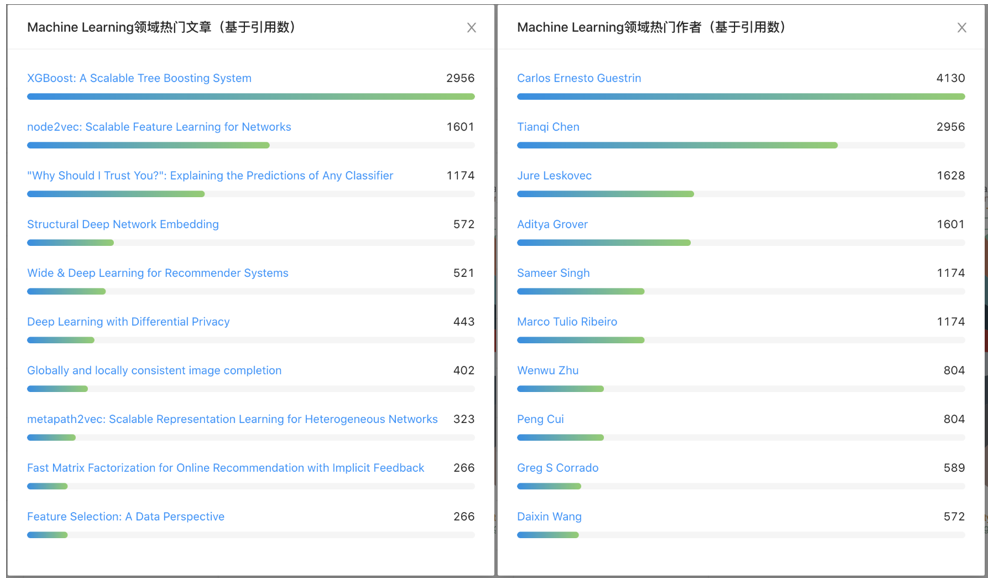 Machine Learning领域热门文章（基于引用数）
XGBoost: A Scalable Tree Boosting System 2956
node2vec: Scalable Feature Learning for Networks 1601
"Why Should I Trust You?": Explaining the Predictions of Any Classifier 1174
Structural Deep Network Embedding 572
Wide & Deep Learning for Recommender Systems 521
Deep Learning with Differential Privacy 443
Globally and locally consistent image completion 402
metapath2vec: Scalable Representation Learning for Heterogeneous Networks 323
Fast Matrix Factorization for Online Recommendation with Implicit Feedback 266
Feature Selection: A Data Perspective 266
Machine Learning领域热门作者（基于引用数）
Carlos Ernesto Guestrin 4130
Tianqi Chen 2956
Jure Leskovec 1628
Aditya Grover 1601
Sameer Singh 1174
Marco Tulio Ribeiro 1174
Wenwu Zhu 804
Peng Cui 804
Greg S Corrado 589
Daixin Wang 572